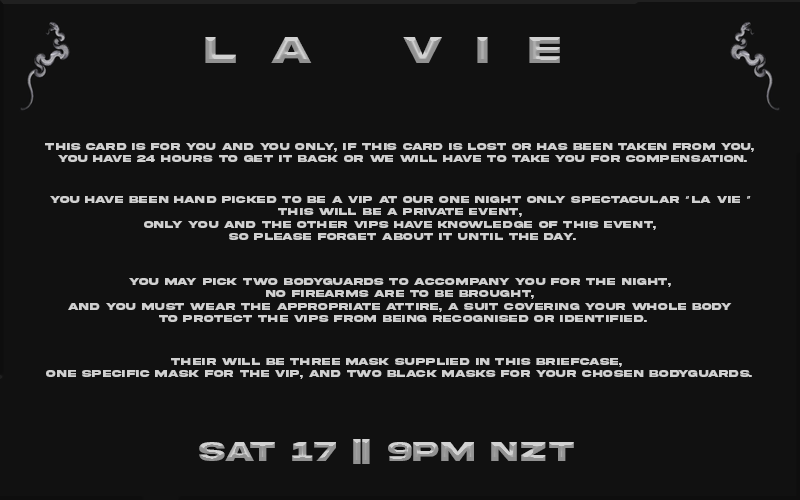 LA VIE
THIS CARD IS FOR YOU AND YOU ONLY, IF THIS CARD IS LOST OR HAS BEEN TAKEN FROM YOU,
YOU HAVE 24 HOURS TO GET IT BACK OR WE WILL HAVE TO TAKE YOU FOR COMPENSATION.
YOU HAVE BEEN HAND PICKED TO BE A VIP AT OUR ONE NIGHT ONLY SPECTACULAR "LA VIE "
THIS WILL BE A PRIVATE EVENT,
ONLY YOU AND THE OTHER VIPS HAVE KNOWLEDGE OF THIS EVENT,
SO PLEASE FORGET ABOUT IT UNTIL THE DAY.
YOU MAY PICK TWO BODYGUARDS TO ACCOMPANY YOU FOR THE NIGHT,
NO FIREARMS ARE TO BE BROUGHT,
AND YOU MUST WEAR THE APPROPRIATE ATTIRE, A SUIT COVERING YOUR WHOLE BODY
TO PROTECT THE VIPS FROM BEING RECOGNISED OR IDENTIFIED.
THEIR WILL BE THREE MASK SUPPLIED IN THIS BRIEFCASE,
ONE SPECIFIC MASK FOR THE VIP, AND TWO BLACK MASKS FOR YOUR CHOSEN BODYGUARDS.
SAT 17 || 9PM NZT